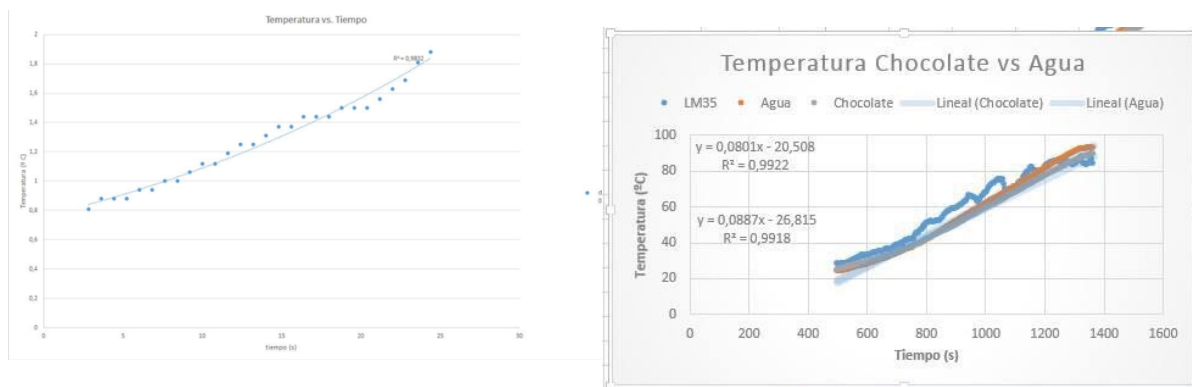 Temperatura vs. Tiempo
2
1,8
1,6
1,4
1,2
1
0,8
0,6
0,4
0,2
0
0 5 10 15 20 25 30
Temperatura (º C)
tiempo (s)
Temperatura Chocolate vs Agua
LM35 Agua Chocolate Lineal (Chocolate) Lineal (Agua)
100
80
60
40
20
0
y = 0,0801x - 20,508
R² = 0,9922
y = 0,0887x - 26,815
R² = 0,9918
0 200 400 600 800 1000 1200 1400 1600
Temperatura (ºC)
Tiempo (s)